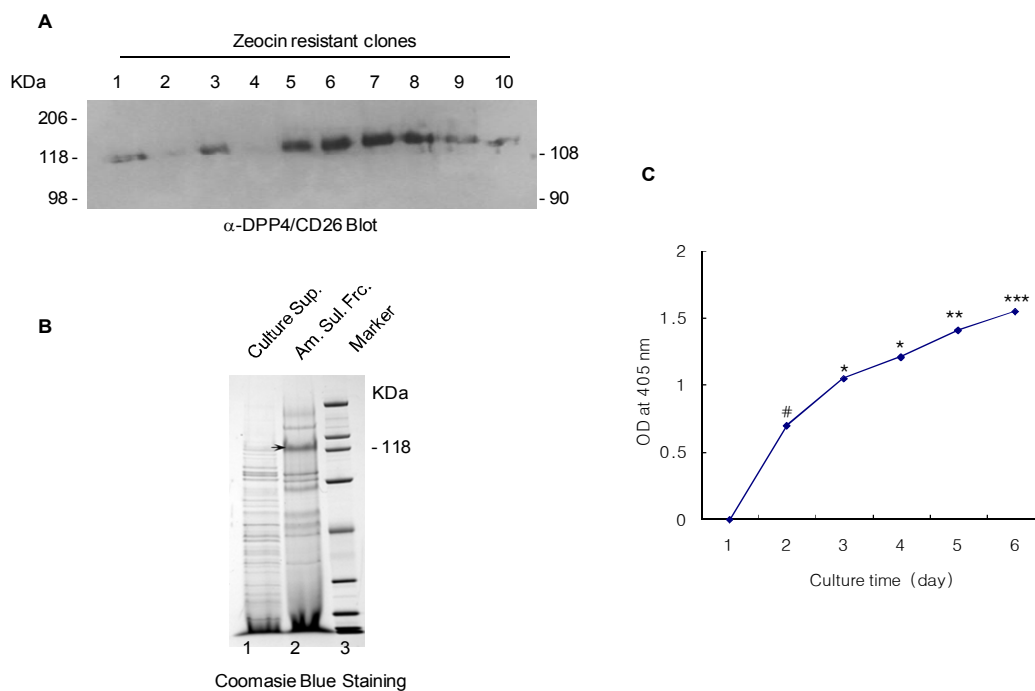 A
Zeocin resistant clones
KDa 1 2 3 4 5 6 7 8 9 10
206 -
118 -
98 -
- 108
- 90
α-DPP4/CD26 Blot
B
Culture Sup.
Am. Sul. Frc.
Marker
KDa
- 118
1 2 3
Coomasie Blue Staining
C
2
1.5
1
0.5
0
OD at 405 nm
#
*
*
**
***
1 2 3 4 5 6
Culture time (day)